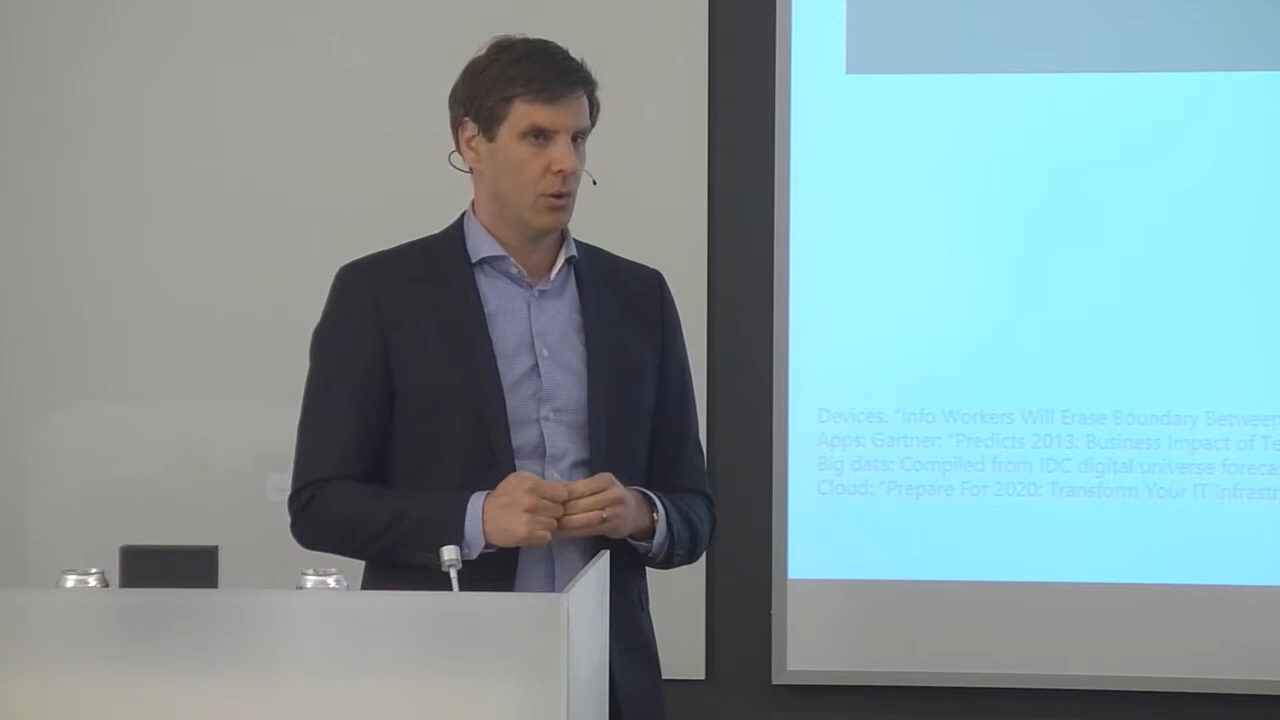 Devices: "Info Workers Will Erase Boundary Between
Apps: Gartner: "Predicts 2013: Business Impact of Te
Big data: Compiled from IDC digital universe foreca
Cloud: "Prepare For 2020: Transform Your IT Infrastr